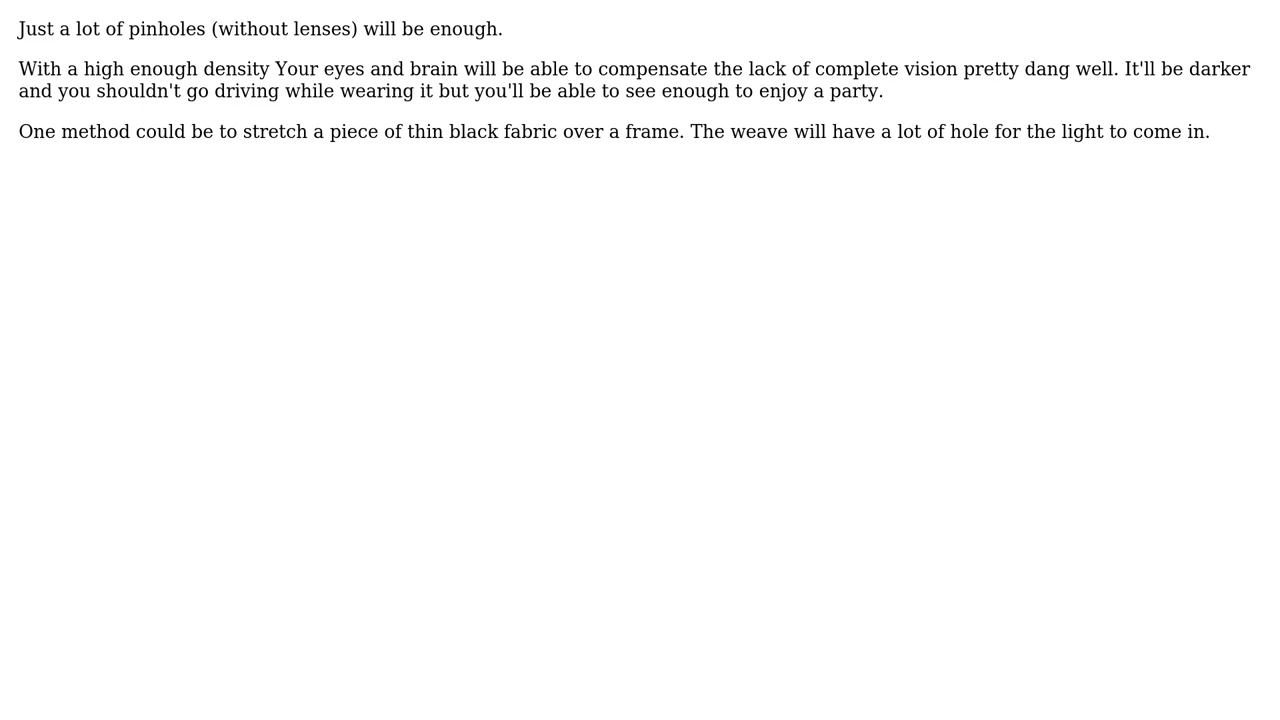 Just a lot of pinholes (without lenses) will be enough.
With a high enough density Your eyes and brain will be able to compensate the lack of complete vision pretty dang well. It'll be darker
and you shouldn't go driving while wearing it but you'll be able to see enough to enjoy a party.
One method could be to stretch a piece of thin black fabric over a frame. The weave will have a lot of hole for the light to come in.